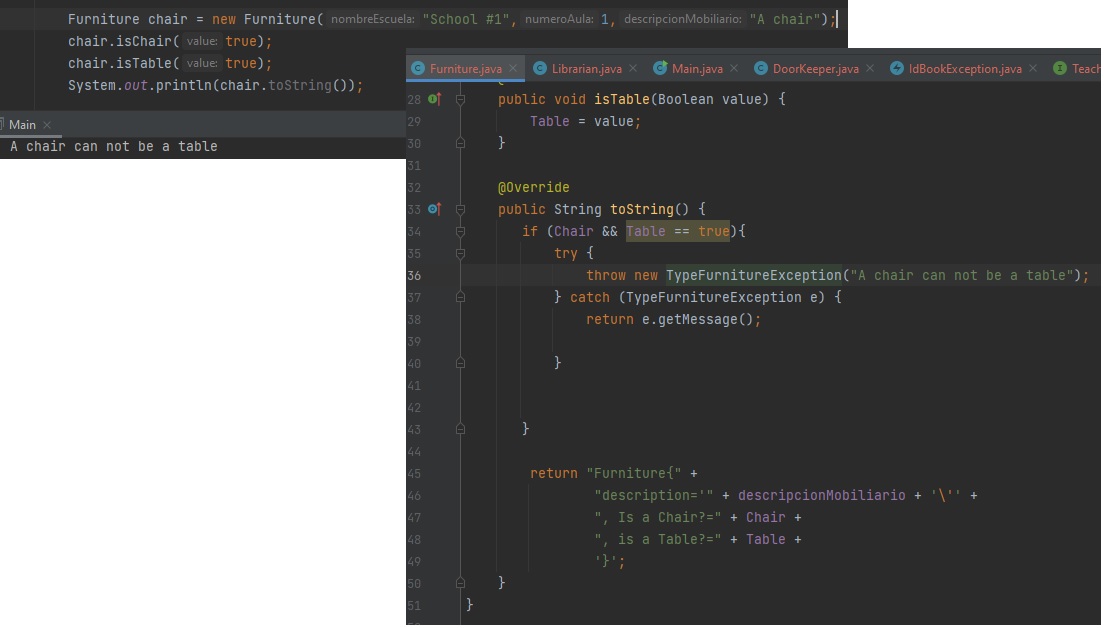 Furniture chair = new Furniture( nombreEscuela: "School #1", numeroAula: 1, descripcionMobiliario: "A chair");
chair.isChair( value: true);
chair.isTable( value: true);
System.out.println(chair.toString());
Main
A chair can not be a table
Furniture.java Librarian.java Main.java DoorKeeper.java IdBookException.java Teach
28 public void isTable(Boolean value) {
29 Table = value;
30 }
31
32 @Override
33 public String toString() {
34 if (Chair && Table == true){
35 try {
36 throw new TypeFurnitureException("A chair can not be a table");
37 } catch (TypeFurnitureException e) {
38 return e.getMessage();
39
40 }
41
42
43 }
44
45 return "Furniture{" +
46 "description='" + descripcionMobiliario + '\'' +
47 ", Is a Chair?=" + Chair +
48 ", is a Table?=" + Table +
49 '}';
50 }
51 }